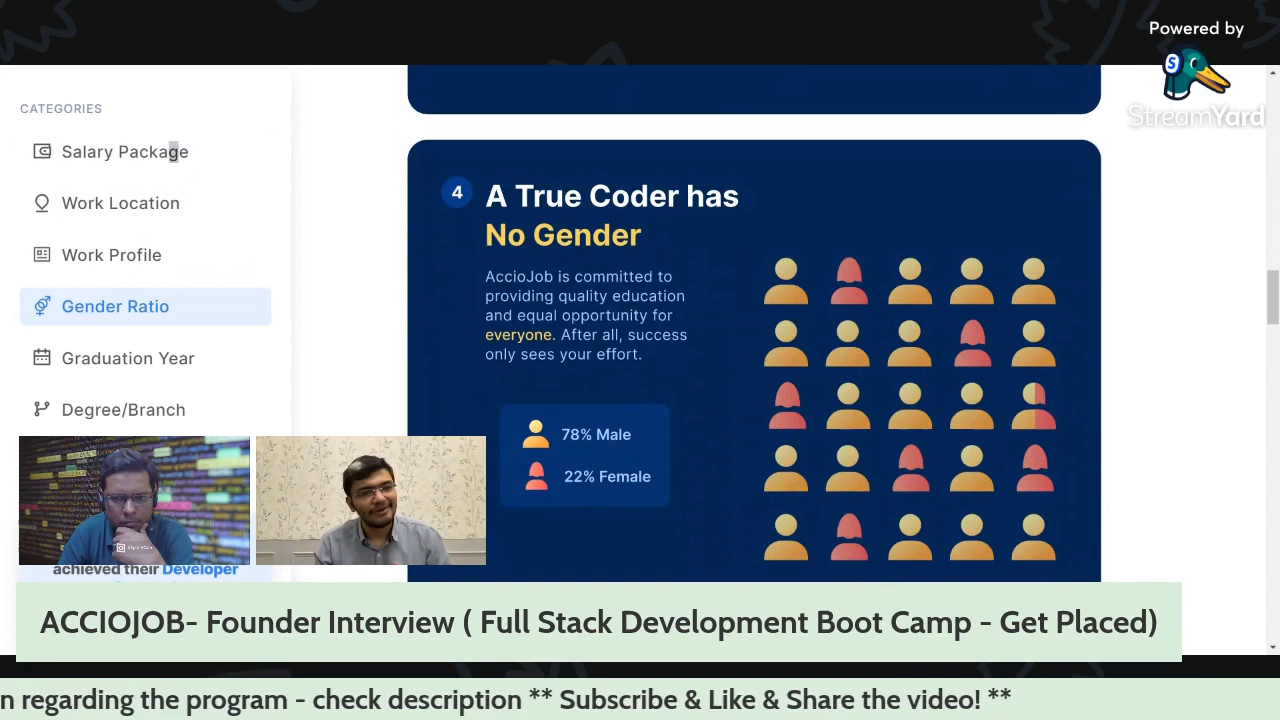 Powered by
StreamYard
CATEGORIES
Salary Package
Work Location
Work Profile
Gender Ratio
Graduation Year
Degree/Branch
4
A True Coder has
No Gender
AccioJob is committed to
providing quality education
and equal opportunity for
everyone. After all, success
only sees your effort.
78% Male
22% Female
achieved their Developer
ACCIOJOB- Founder Interview ( Full Stack Development Boot Camp - Get Placed)
n regarding the program - check description ** Subscribe & Like & Share the video! **